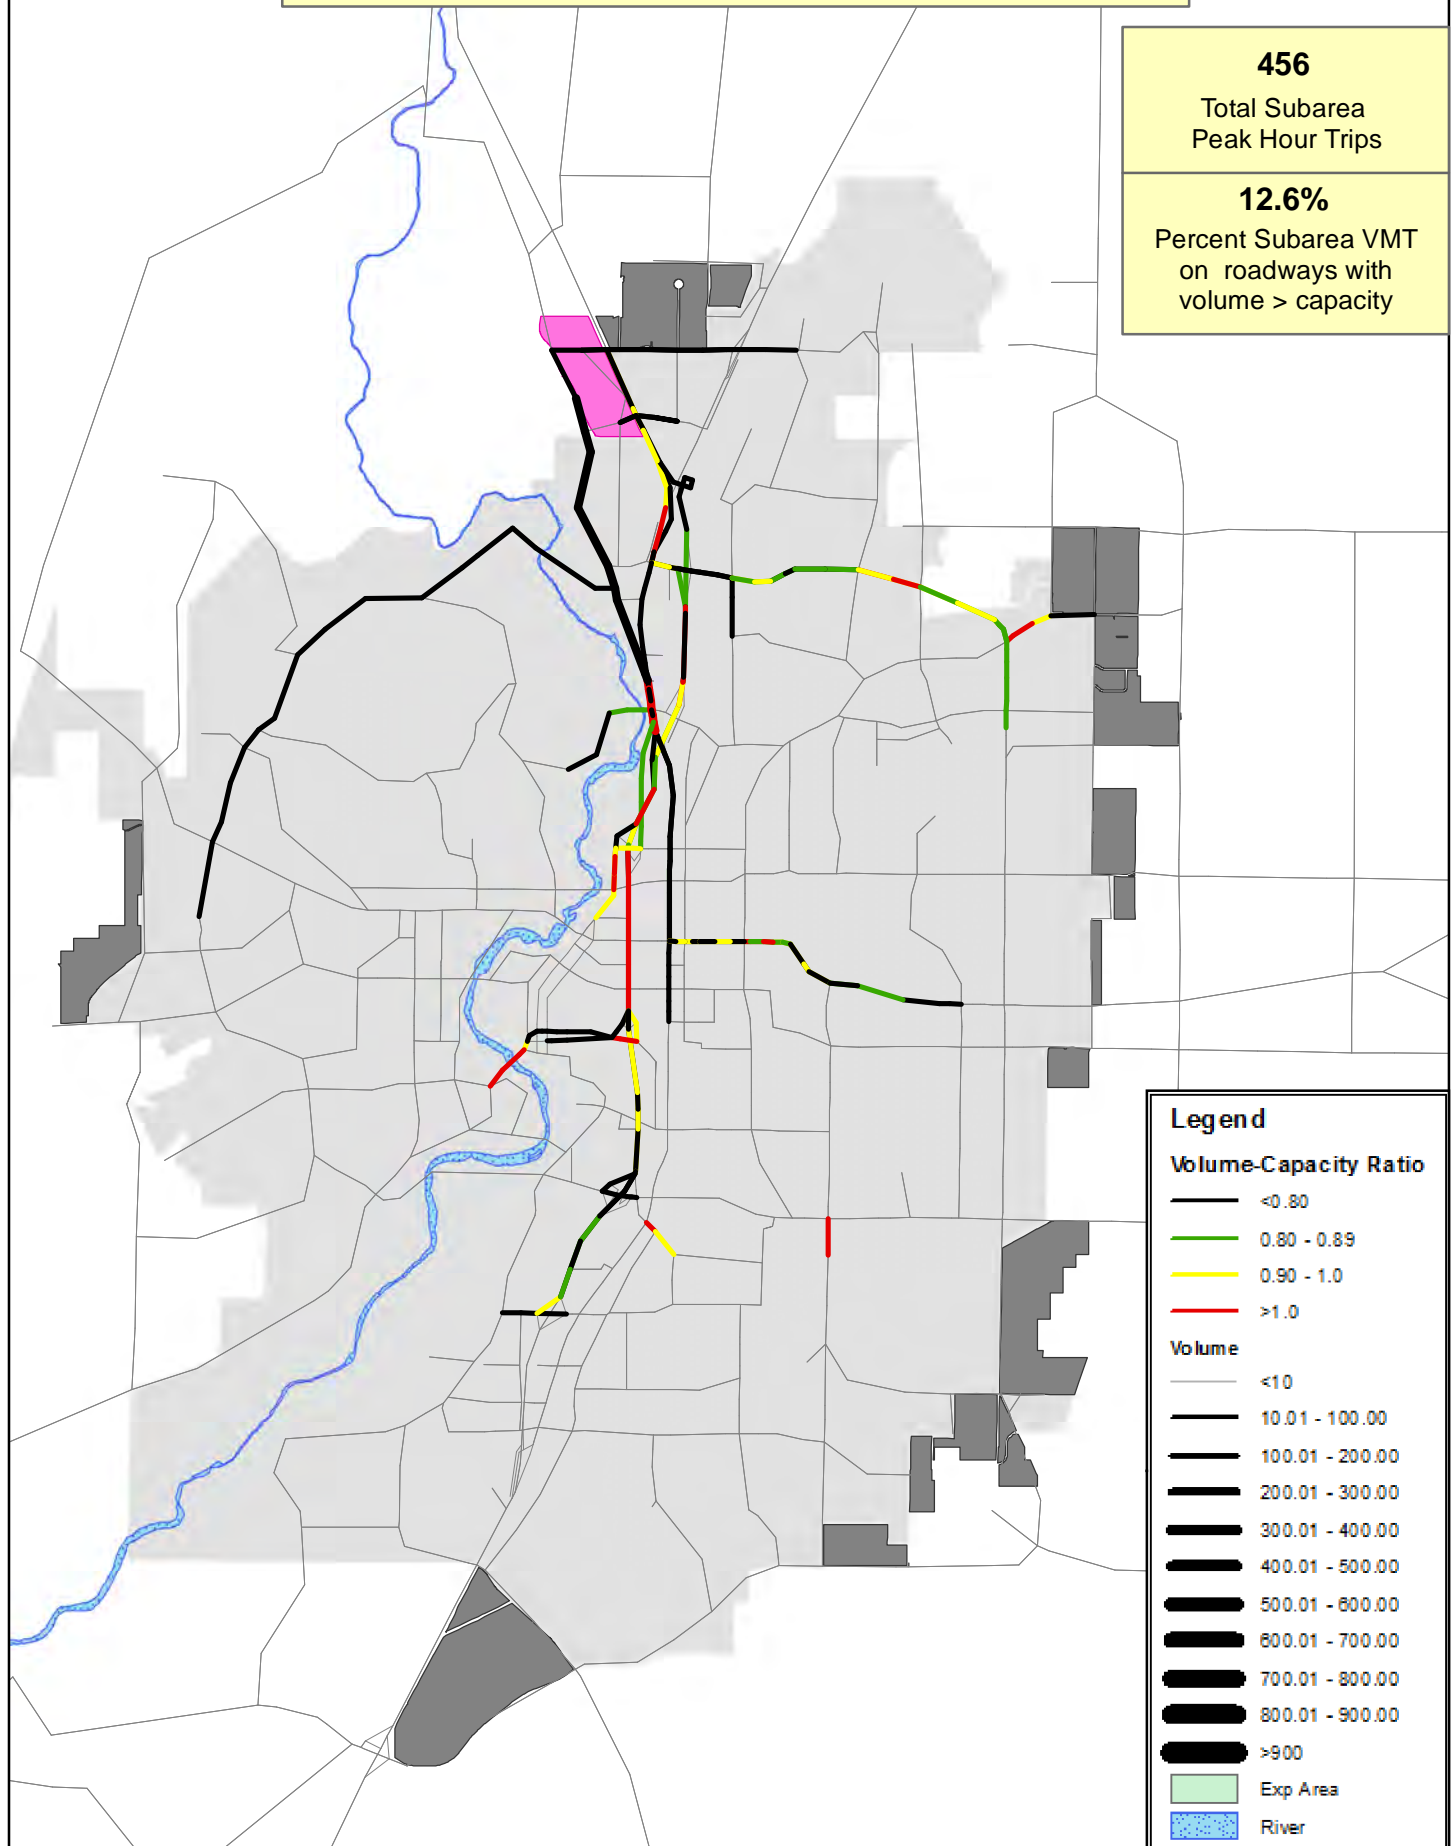 456
Total Subarea
Peak Hour Trips
12.6%
Percent Subarea VMT
on roadways with
volume > capacity
Legend
Volume-Capacity Ratio
<0.80
0.80 - 0.89
0.90 - 1.0
>1.0
Volume
<10
10.01 - 100.00
100.01 - 200.00
200.01 - 300.00
300.01 - 400.00
400.01 - 500.00
500.01 - 600.00
600.01 - 700.00
700.01 - 800.00
800.01 - 900.00
>900
Exp Area
River